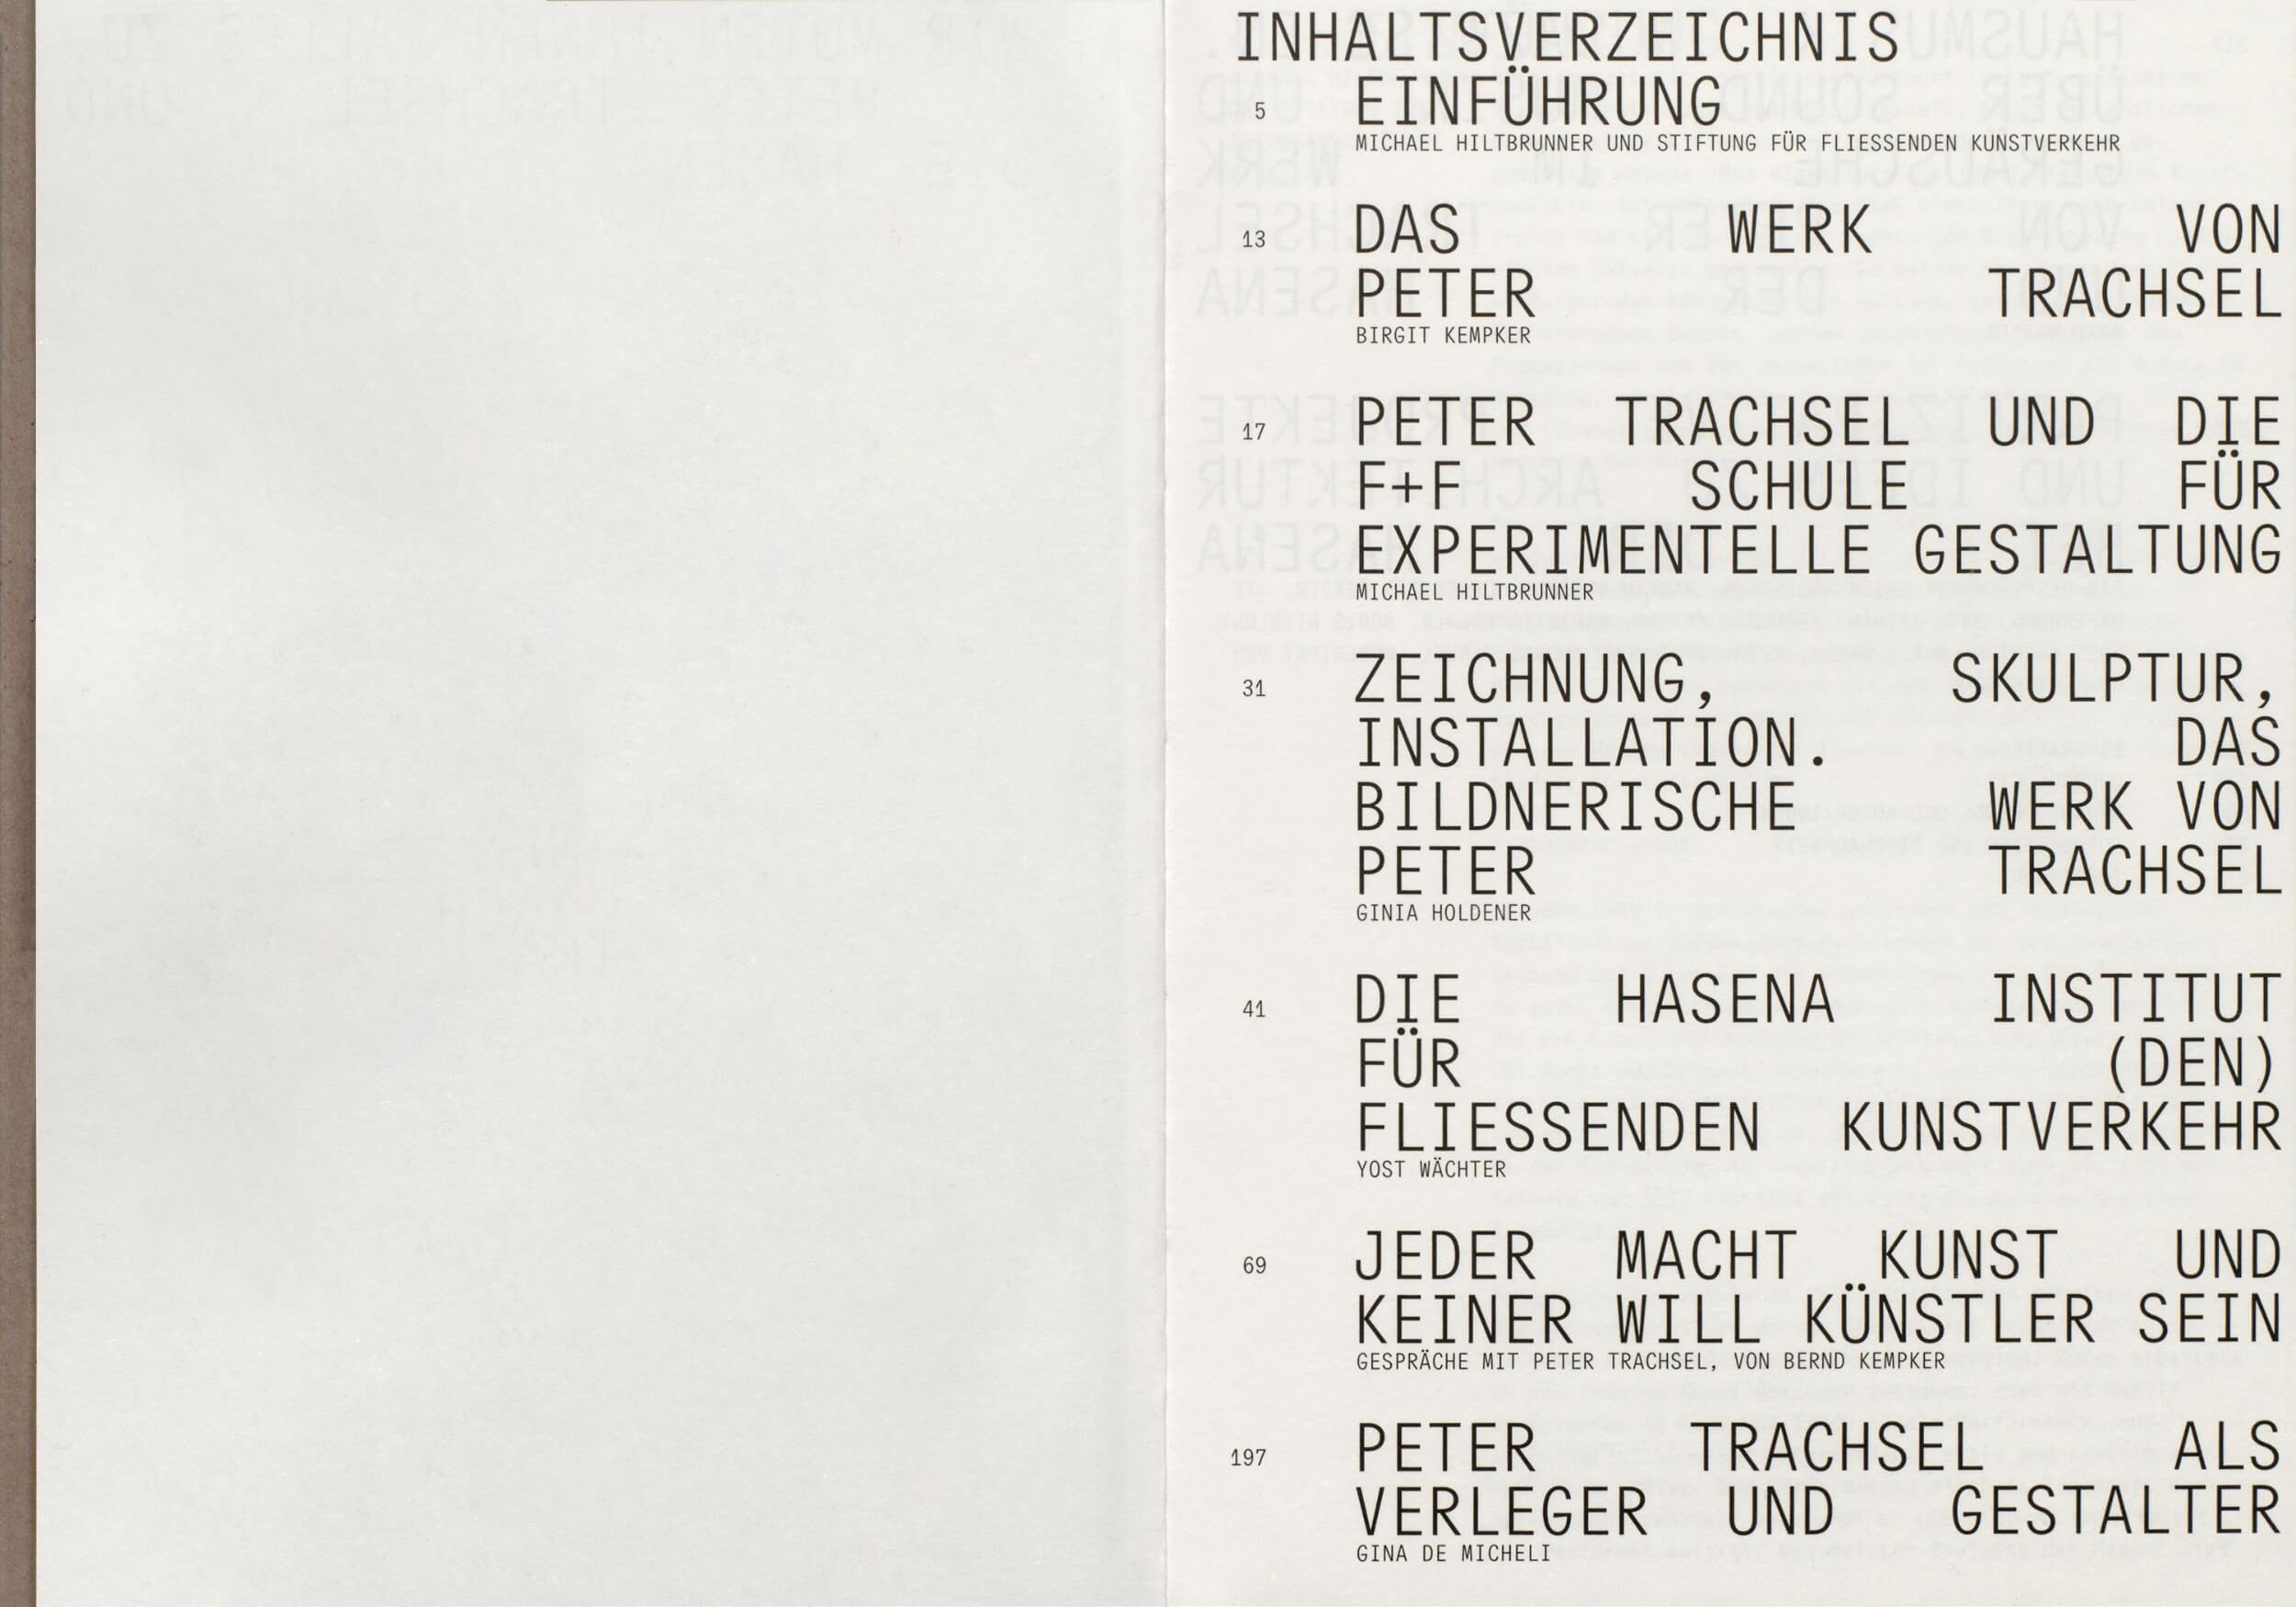 INHALTSVERZEICHNIS
5 EINFÜHRUNG
MICHAEL HILTBRUNNER UND STIFTUNG FÜR FLIESSENDEN KUNSTVERKEHR
13 DAS WERK VON
PETER TRACHSEL
BIRGIT KEMPKER
17 PETER TRACHSEL UND DIE
F+F SCHULE FÜR
EXPERIMENTELLE GESTALTUNG
MICHAEL HILTBRUNNER
31 ZEICHNUNG, SKULPTUR,
INSTALLATION. DAS
BILDNERISCHE WERK VON
PETER TRACHSEL
GINIA HOLDENER
41 DIE HASENA INSTITUT
FÜR (DEN)
FLIESSENDEN KUNSTVERKEHR
YOST WÄCHTER
69 JEDER MACHT KUNST UND
KEINER WILL KÜNSTLER SEIN
GESPRÄCHE MIT PETER TRACHSEL, VON BERND KEMPKER
197 PETER TRACHSEL ALS
VERLEGER UND GESTALTER
GINA DE MICHELI